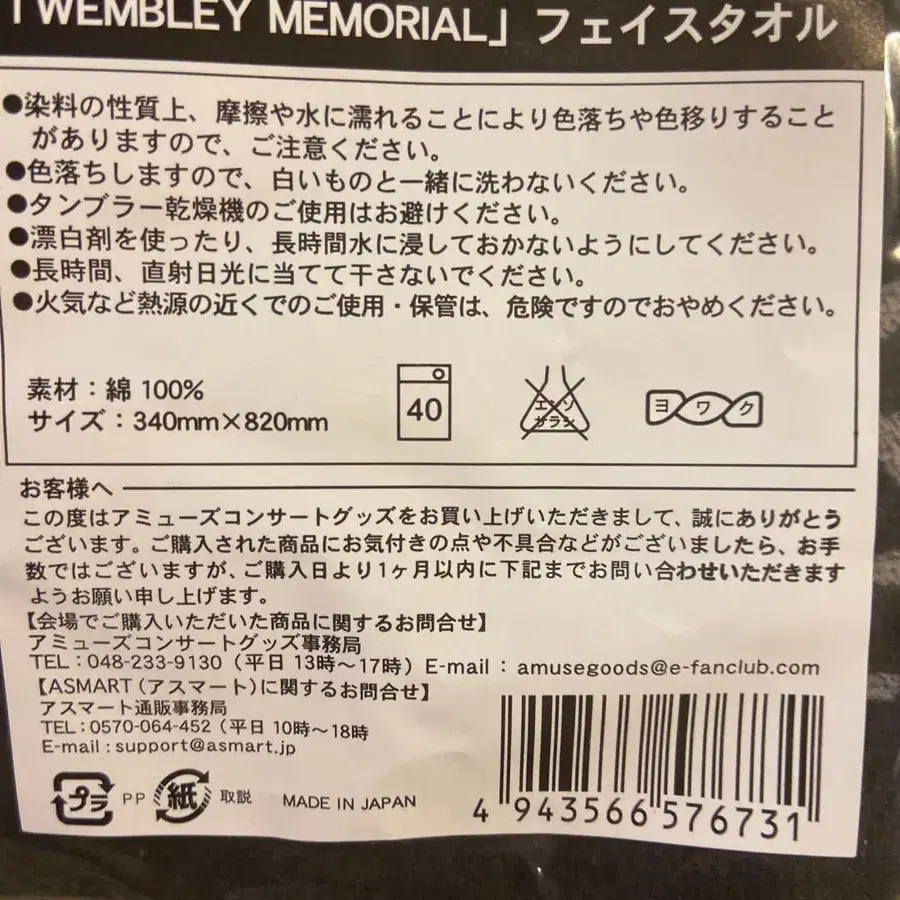 「WEMBLEY MEMORIAL」フェイスタオル
●染料の性質上、摩擦や水に濡れることにより色落ちや色移りすること
がありますので、ご注意ください。
●色落ちしますので、白いものと一緒に洗わないください。
●タンブラー乾燥機のご使用はお避けください。
●漂白剤を使ったり、長時間水に浸しておかないようにしてください。
●長時間、直射日光に当てて干さないでください。
●火気など熱源の近くでのご使用・保管は、危険ですのでおやめください。
素材：綿 100%
サイズ：340mm×820mm
40
エンソ
サラシ
ヨワク
お客様へ
この度はアミューズコンサートグッズをお買い上げいただきまして、誠にありがとう
ございます。ご購入された商品にお気付きの点や不具合などがございましたら、お手
数ではございますが、ご購入日より1ヶ月以内に下記までお問い合わせいただきます
ようお願い申し上げます。
【会場でご購入いただいた商品に関するお問合せ】
アミューズコンサートグッズ事務局
TEL：048-233-9130（平日 13時～17時）E-mail：amusegoods@e-fanclub.com
【ASMART（アスマート）に関するお問合せ】
アスマート通販事務局
TEL：0570-064-452（平日 10時～18時
E-mail：support@asmart.jp
プラ PP 紙 取説 MADE IN JAPAN
4 943566 576731